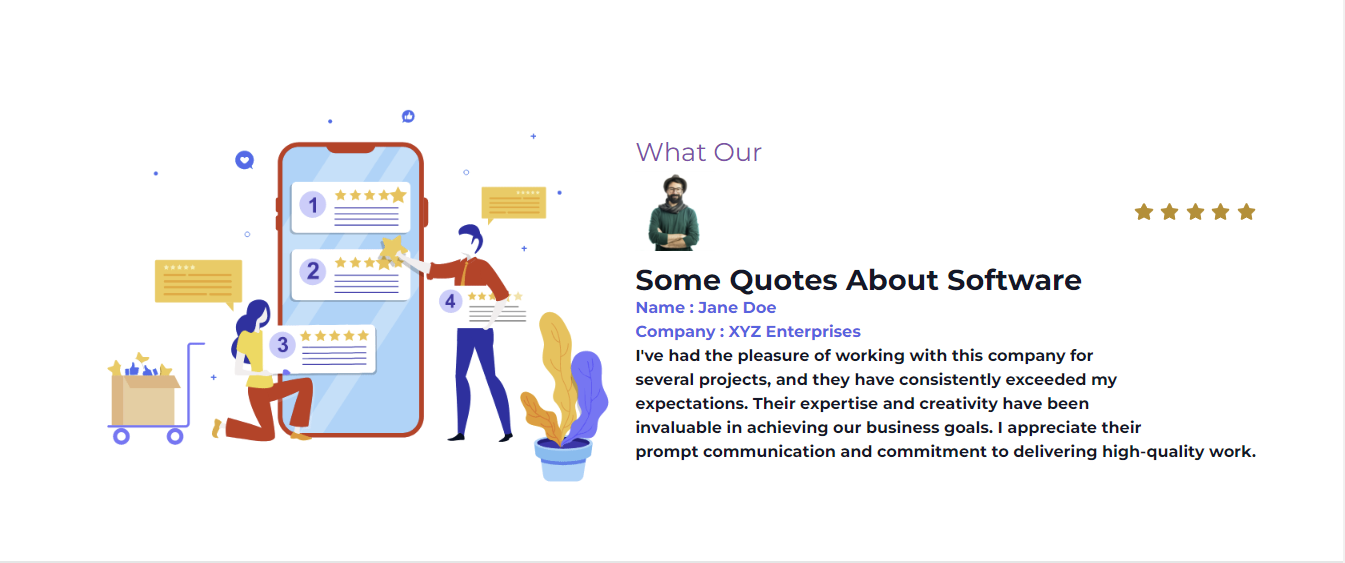 What Our
Some Quotes About Software
Name : Jane Doe
Company : XYZ Enterprises
I've had the pleasure of working with this company for
several projects, and they have consistently exceeded my
expectations. Their expertise and creativity have been
invaluable in achieving our business goals. I appreciate their
prompt communication and commitment to delivering high-quality work.
1
2
3
4